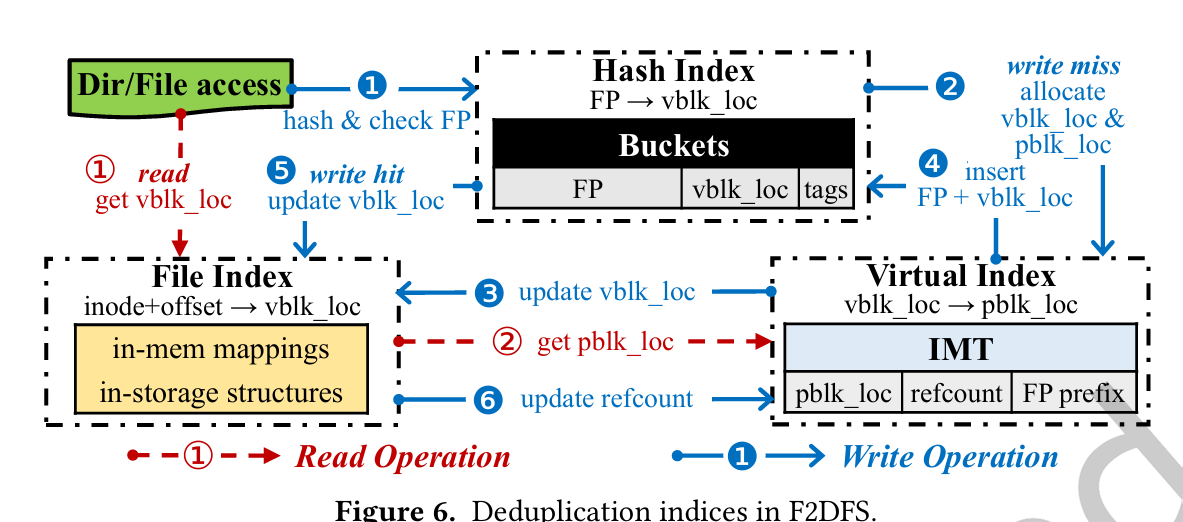 Dir/File access
❶
hash & check FP
Hash Index
FP → vblk_loc
Buckets
FP vblk_loc tags
❷
write miss
allocate
vblk_loc &
pblk_loc
① read
get vblk_loc
❺ write hit
update vblk_loc
❹ insert
FP + vblk_loc
File Index
inode+offset → vblk_loc
in-mem mappings
in-storage structures
❸ update vblk_loc
② get pblk_loc
❻ update refcount
Virtual Index
vblk_loc → pblk_loc
IMT
pblk_loc refcount FP prefix
① Read Operation
❶ Write Operation
Figure 6. Deduplication indices in F2DFS.